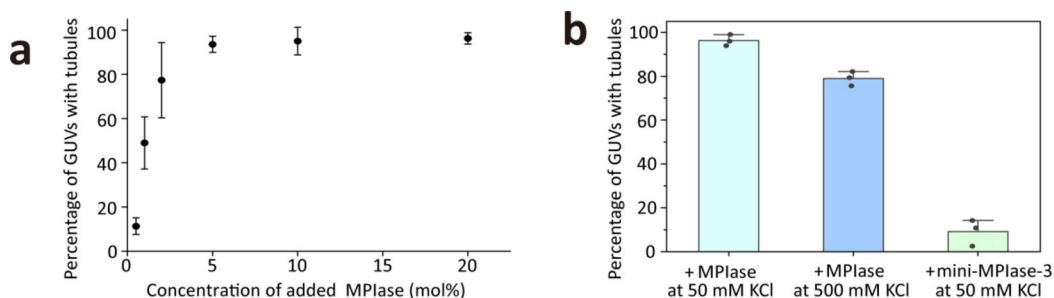 a
Percentage of GUVs with tubules
100
80
60
40
20
0
0
5
10
15
20
Concentration of added MPIase (mol%)
b
Percentage of GUVs with tubules
100
80
60
40
20
0
+MPIase
at 50 mM KCl
+MPIase
at 500 mM KCl
+mini-MPIase-3
at 50 mM KCl